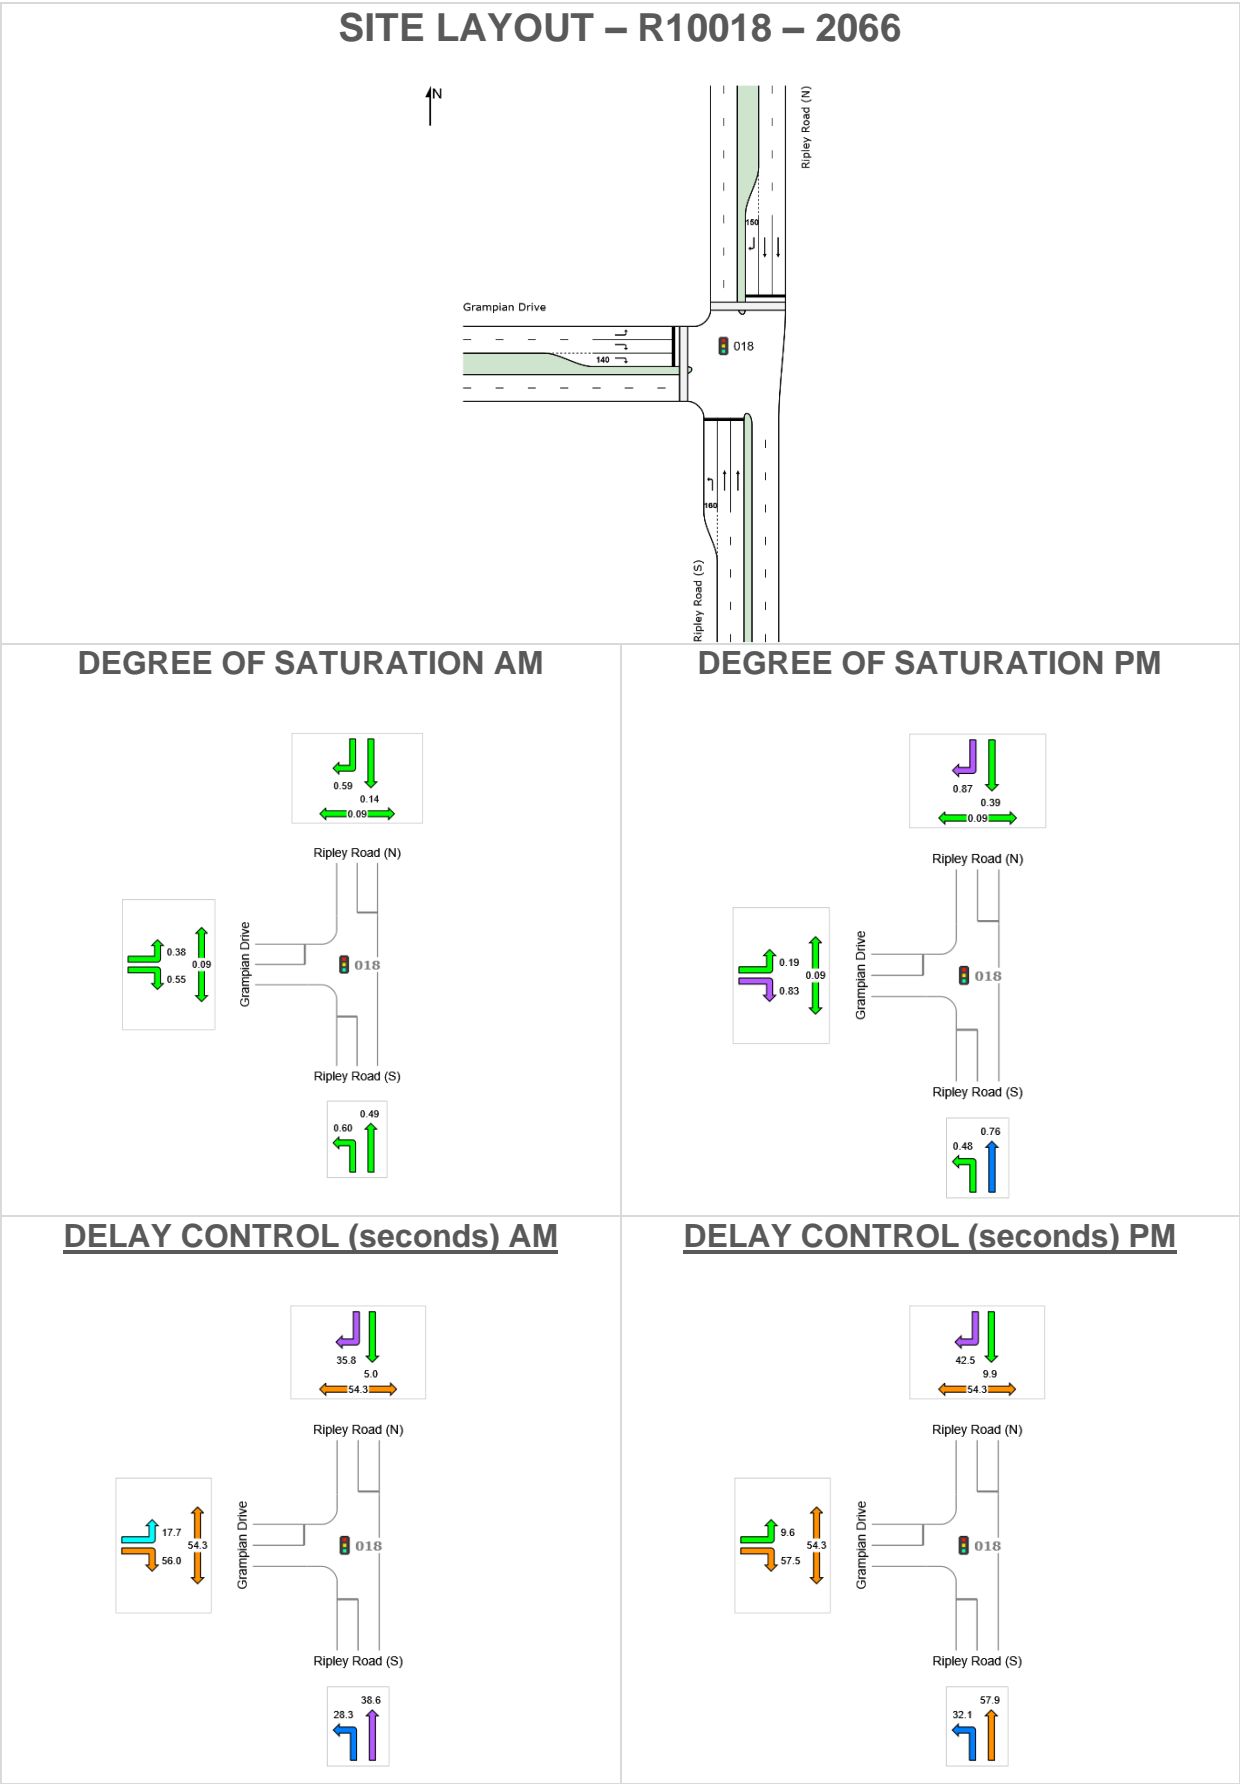 SITE LAYOUT – R10018 – 2066
N
Ripley Road (N)
150
Grampian Drive
140
018
160
Ripley Road (S)
DEGREE OF SATURATION AM
0.59
0.14
0.09
Ripley Road (N)
0.38
0.09
0.55
Grampian Drive
018
Ripley Road (S)
0.49
0.60
DEGREE OF SATURATION PM
0.87
0.39
0.09
Ripley Road (N)
0.19
0.09
0.83
Grampian Drive
018
Ripley Road (S)
0.76
0.48
DELAY CONTROL (seconds) AM
35.8
5.0
54.3
Ripley Road (N)
17.7
54.3
56.0
Grampian Drive
018
Ripley Road (S)
38.6
28.3
DELAY CONTROL (seconds) PM
42.5
9.9
54.3
Ripley Road (N)
9.6
54.3
57.5
Grampian Drive
018
Ripley Road (S)
57.9
32.1